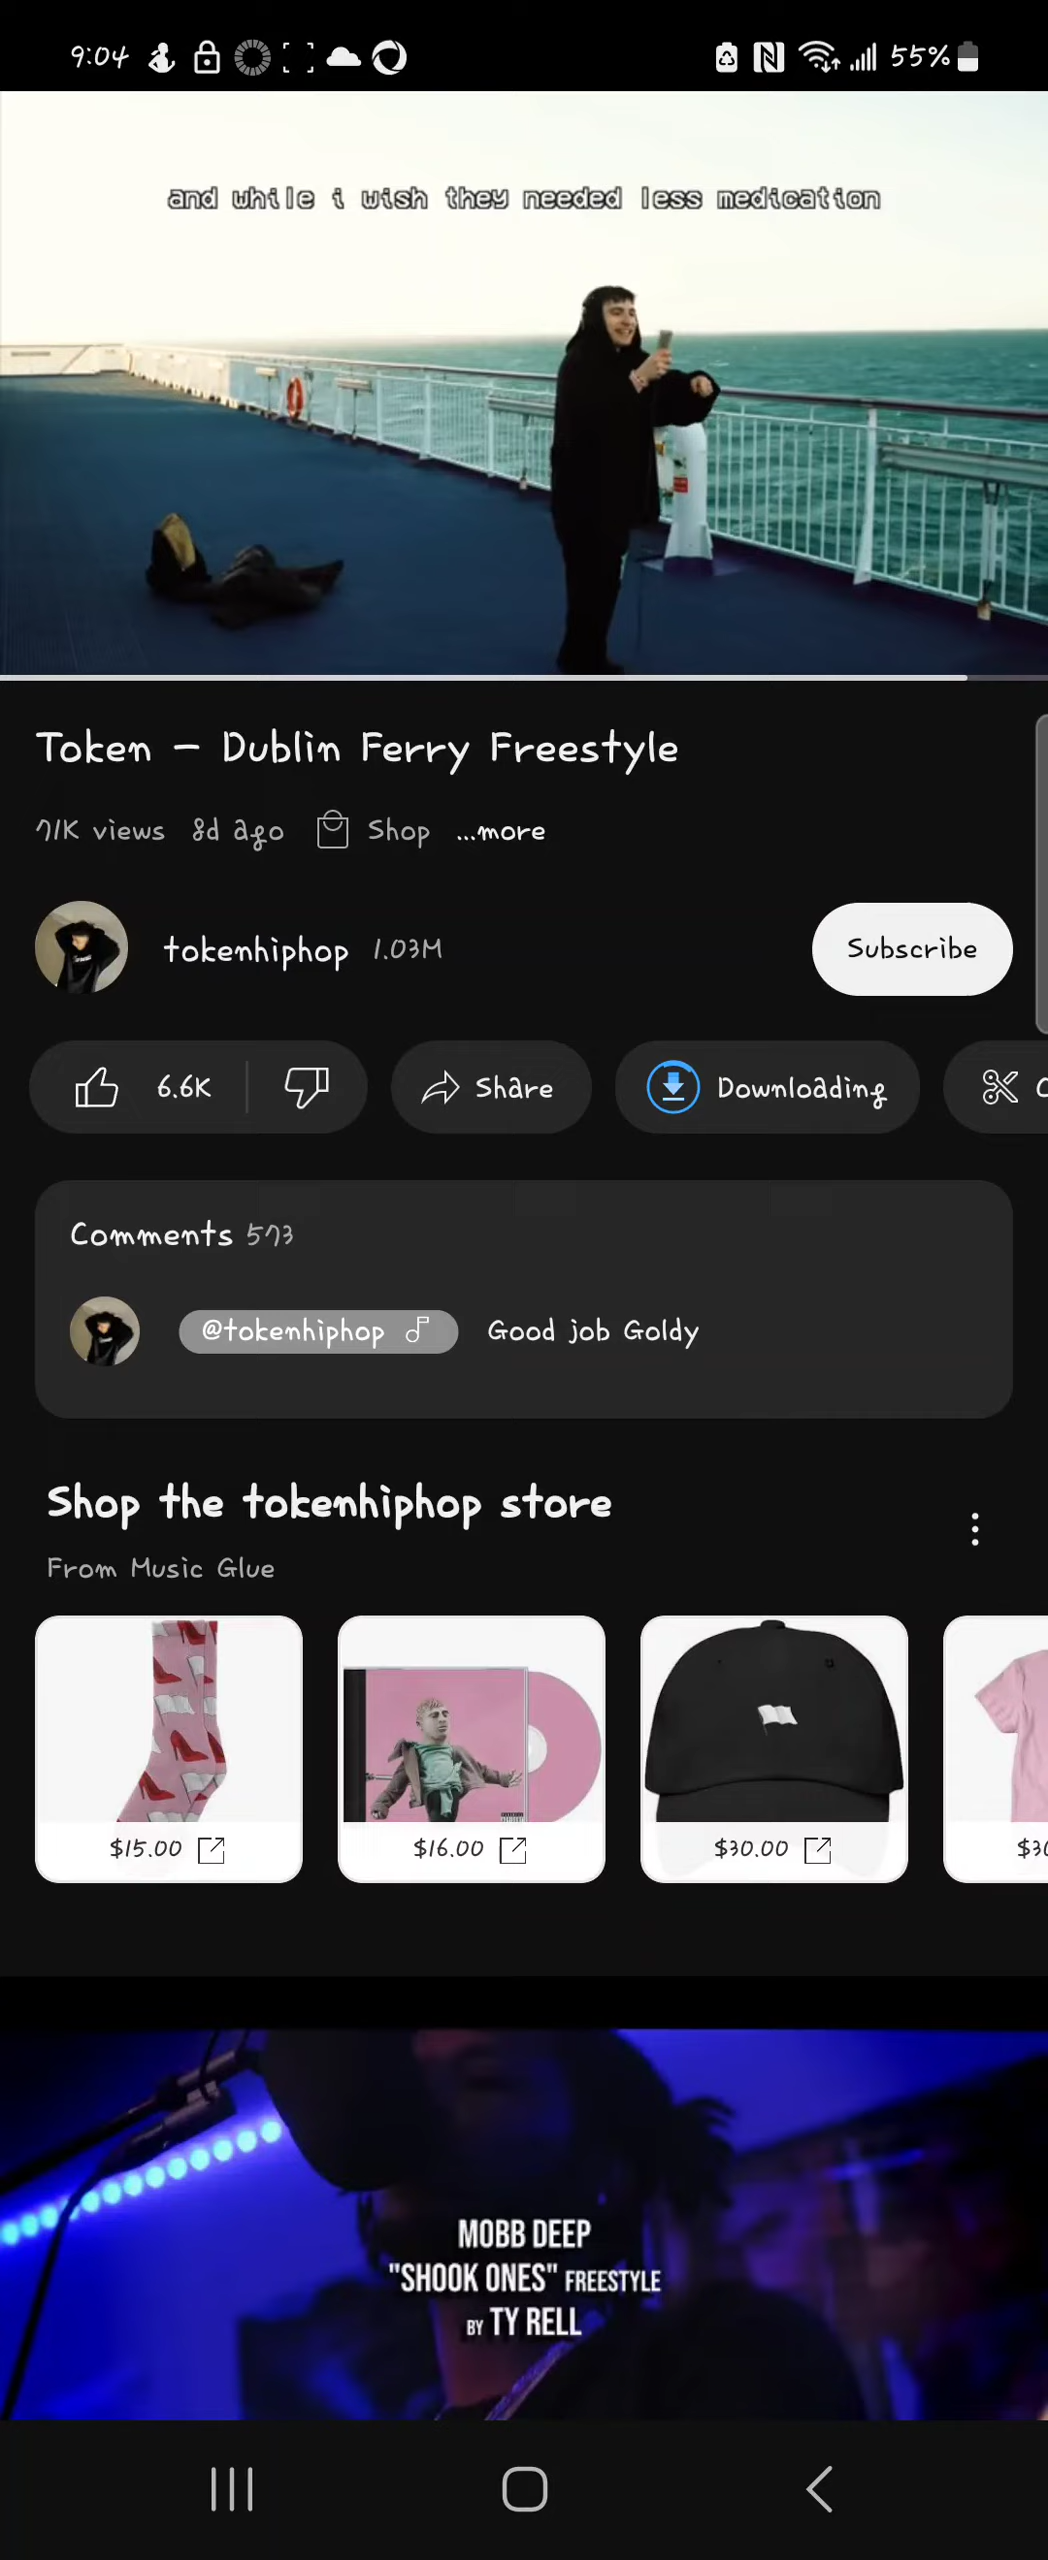 9:04 55%
and while i wish they needed less medication
Token - Dublin Ferry Freestyle
71K views 8d ago Shop ...more
tokenhiphop 1.03M Subscribe
6.6K Share Downloading C
Comments 573
@tokenhiphop Good job Goldy
Shop the tokenhiphop store
From Music Glue
$15.00 $16.00 $30.00 $30
MOBB DEEP
"SHOOK ONES" FREESTYLE
BY TY RELL